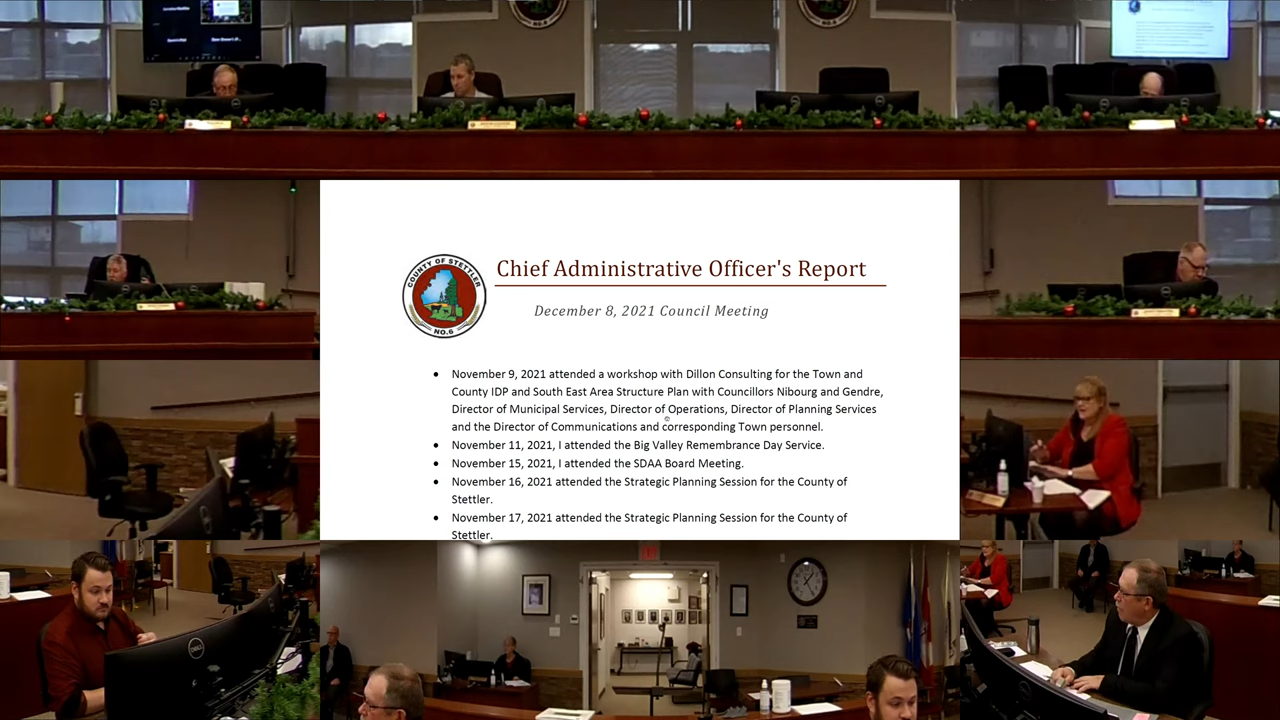 COUNTY OF STETTLER
NO.6
Chief Administrative Officer's Report
December 8, 2021 Council Meeting
• November 9, 2021 attended a workshop with Dillon Consulting for the Town and
County IDP and South East Area Structure Plan with Councillors Nibourg and Gendre,
Director of Municipal Services, Director of Operations, Director of Planning Services
and the Director of Communications and corresponding Town personnel.
• November 11, 2021, I attended the Big Valley Remembrance Day Service.
• November 15, 2021, I attended the SDAA Board Meeting.
• November 16, 2021 attended the Strategic Planning Session for the County of
Stettler.
• November 17, 2021 attended the Strategic Planning Session for the County of
Stettler.
DELL